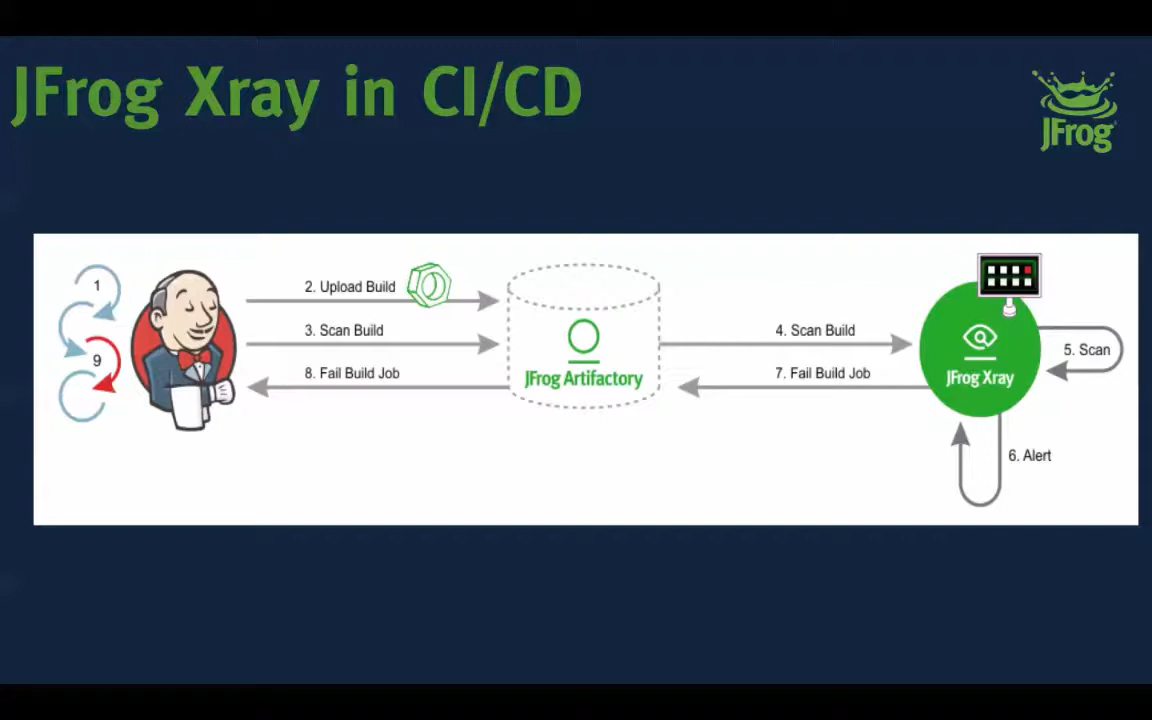 JFrog Xray in CI/CD
JFrog
1
9
2. Upload Build
3. Scan Build
8. Fail Build Job
JFrog Artifactory
4. Scan Build
7. Fail Build Job
JFrog Xray
5. Scan
6. Alert